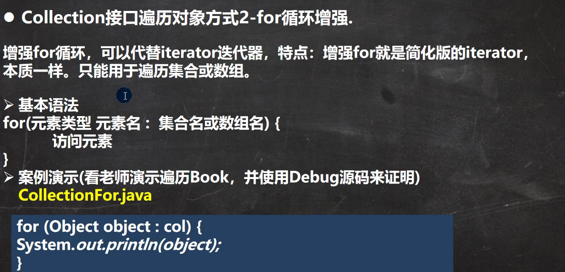 ● Collection接口遍历对象方式2-for循环增强.
增强for循环，可以代替iterator迭代器，特点：增强for就是简化版的iterator，
本质一样。只能用于遍历集合或数组。
➢ 基本语法
for(元素类型 元素名 : 集合名或数组名) {
访问元素
}
➢ 案例演示(看老师演示遍历Book，并使用Debug源码来证明)
CollectionFor.java
for (Object object : col) {
System.out.println(object);
}